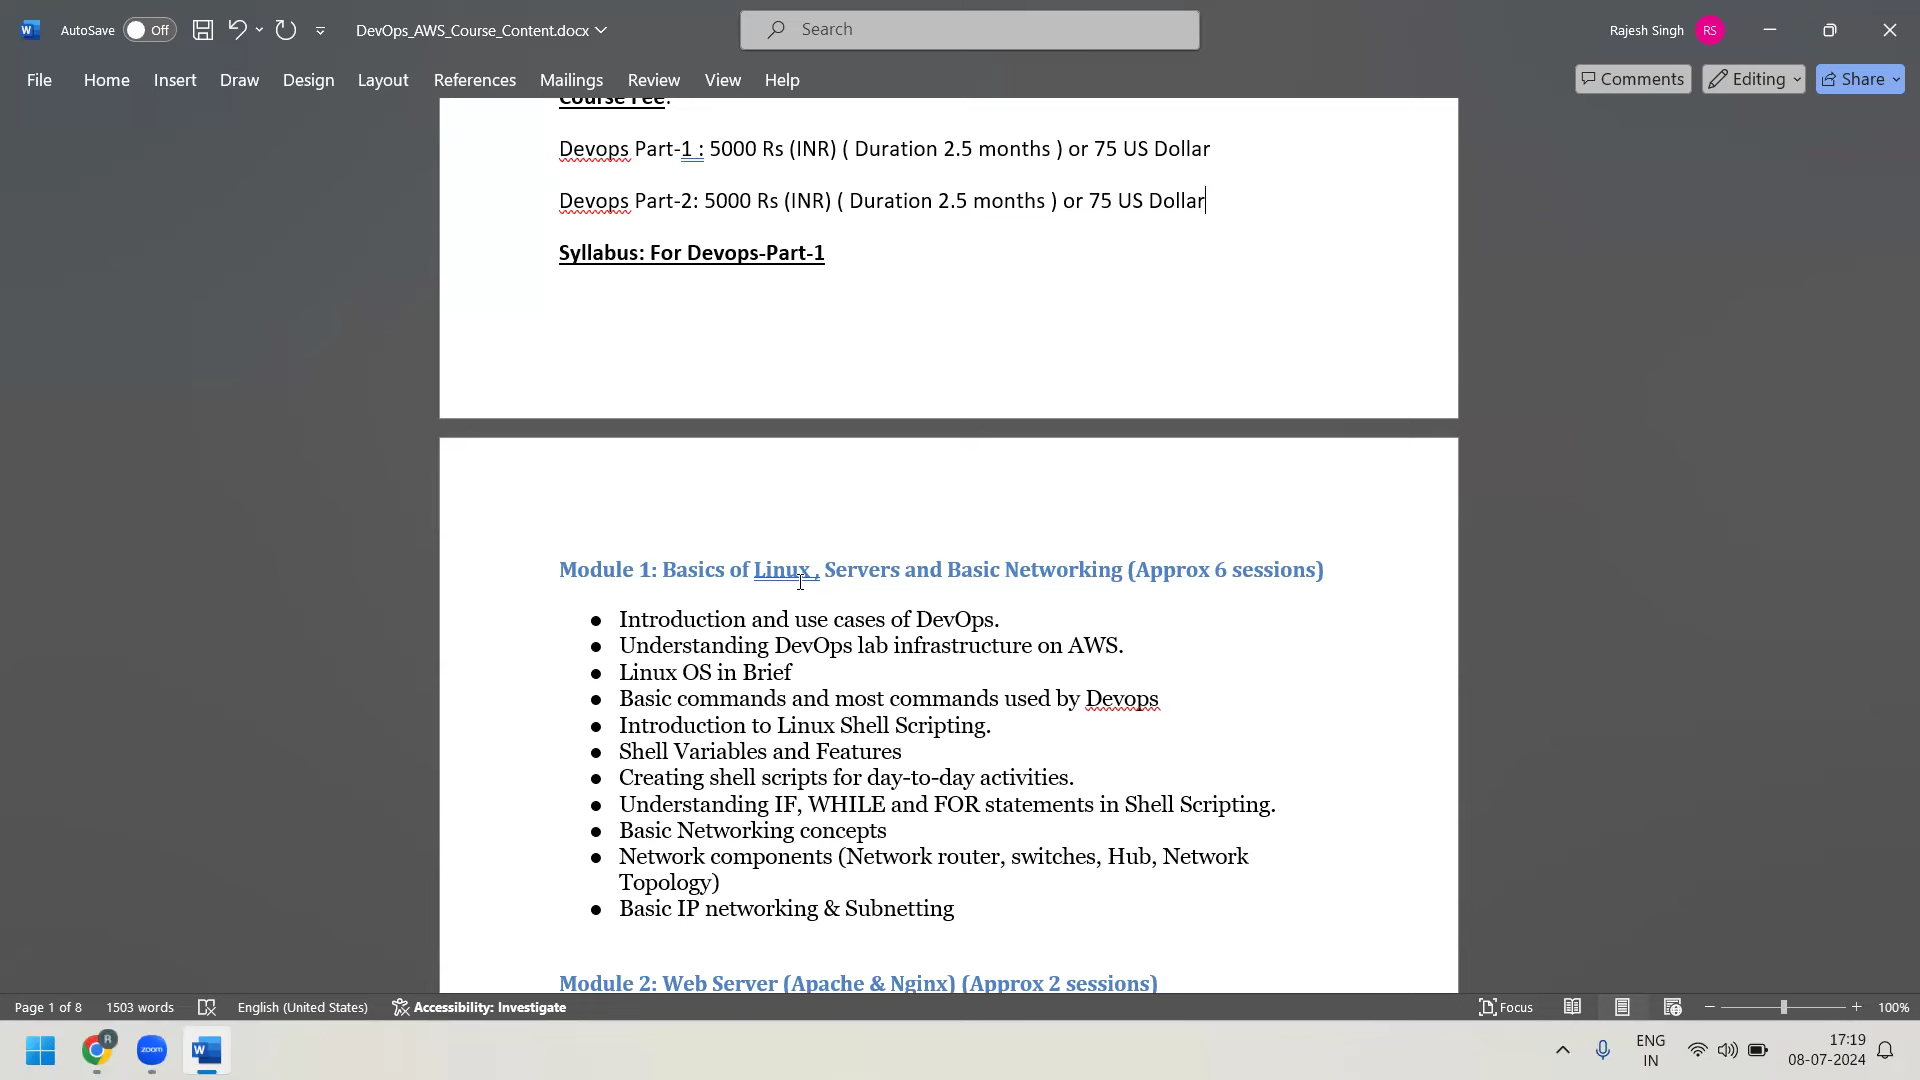 AutoSave Off DevOps_AWS_Course_Content.docx Search Rajesh Singh RS
File Home Insert Draw Design Layout References Mailings Review View Help Comments Editing Share
Course Fee:
Devops Part-1 : 5000 Rs (INR) ( Duration 2.5 months ) or 75 US Dollar
Devops Part-2: 5000 Rs (INR) ( Duration 2.5 months ) or 75 US Dollar
Syllabus: For Devops-Part-1
Module 1: Basics of Linux , Servers and Basic Networking (Approx 6 sessions)
● Introduction and use cases of DevOps.
● Understanding DevOps lab infrastructure on AWS.
● Linux OS in Brief
● Basic commands and most commands used by Devops
● Introduction to Linux Shell Scripting.
● Shell Variables and Features
● Creating shell scripts for day-to-day activities.
● Understanding IF, WHILE and FOR statements in Shell Scripting.
● Basic Networking concepts
● Network components (Network router, switches, Hub, Network
Topology)
● Basic IP networking & Subnetting
Module 2: Web Server (Apache & Nginx) (Approx 2 sessions)
Page 1 of 8 1503 words English (United States) Accessibility: Investigate Focus 100%
R zoom W ENG 17:19
IN 08-07-2024